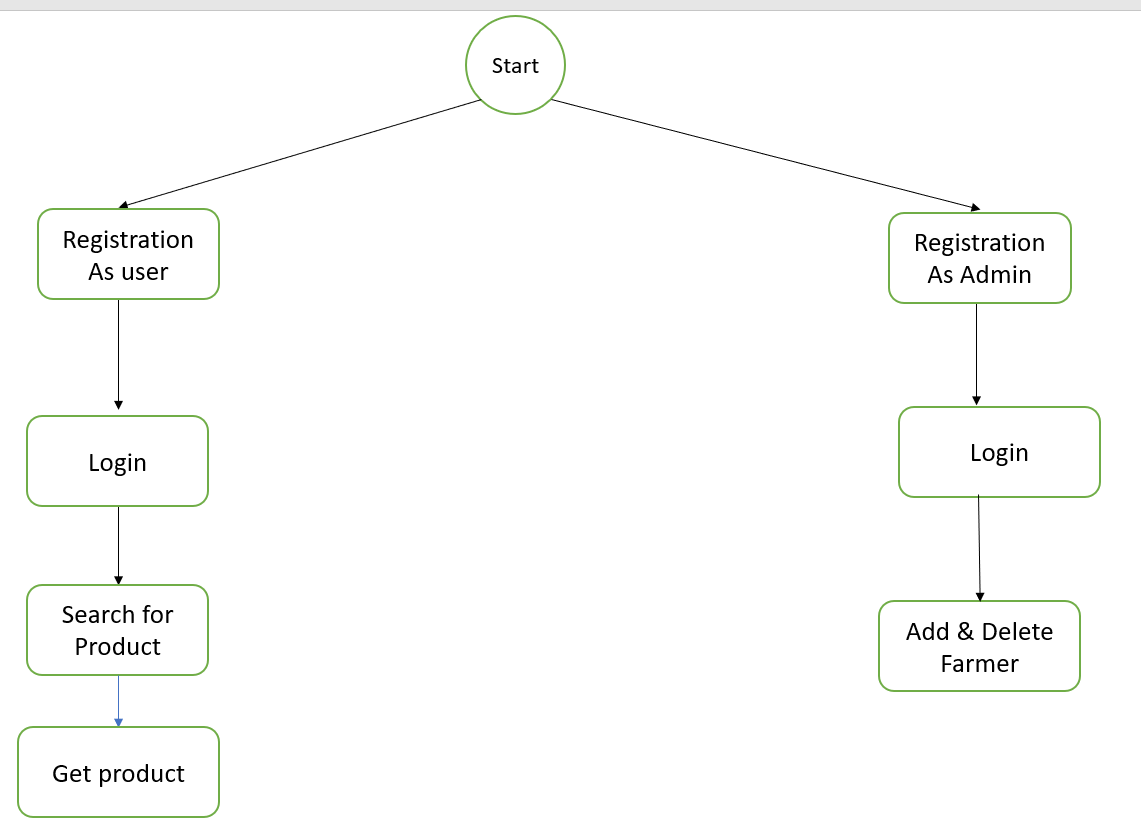 Start
Registration
As user
Registration
As Admin
Login
Login
Search for
Product
Add & Delete
Farmer
Get product